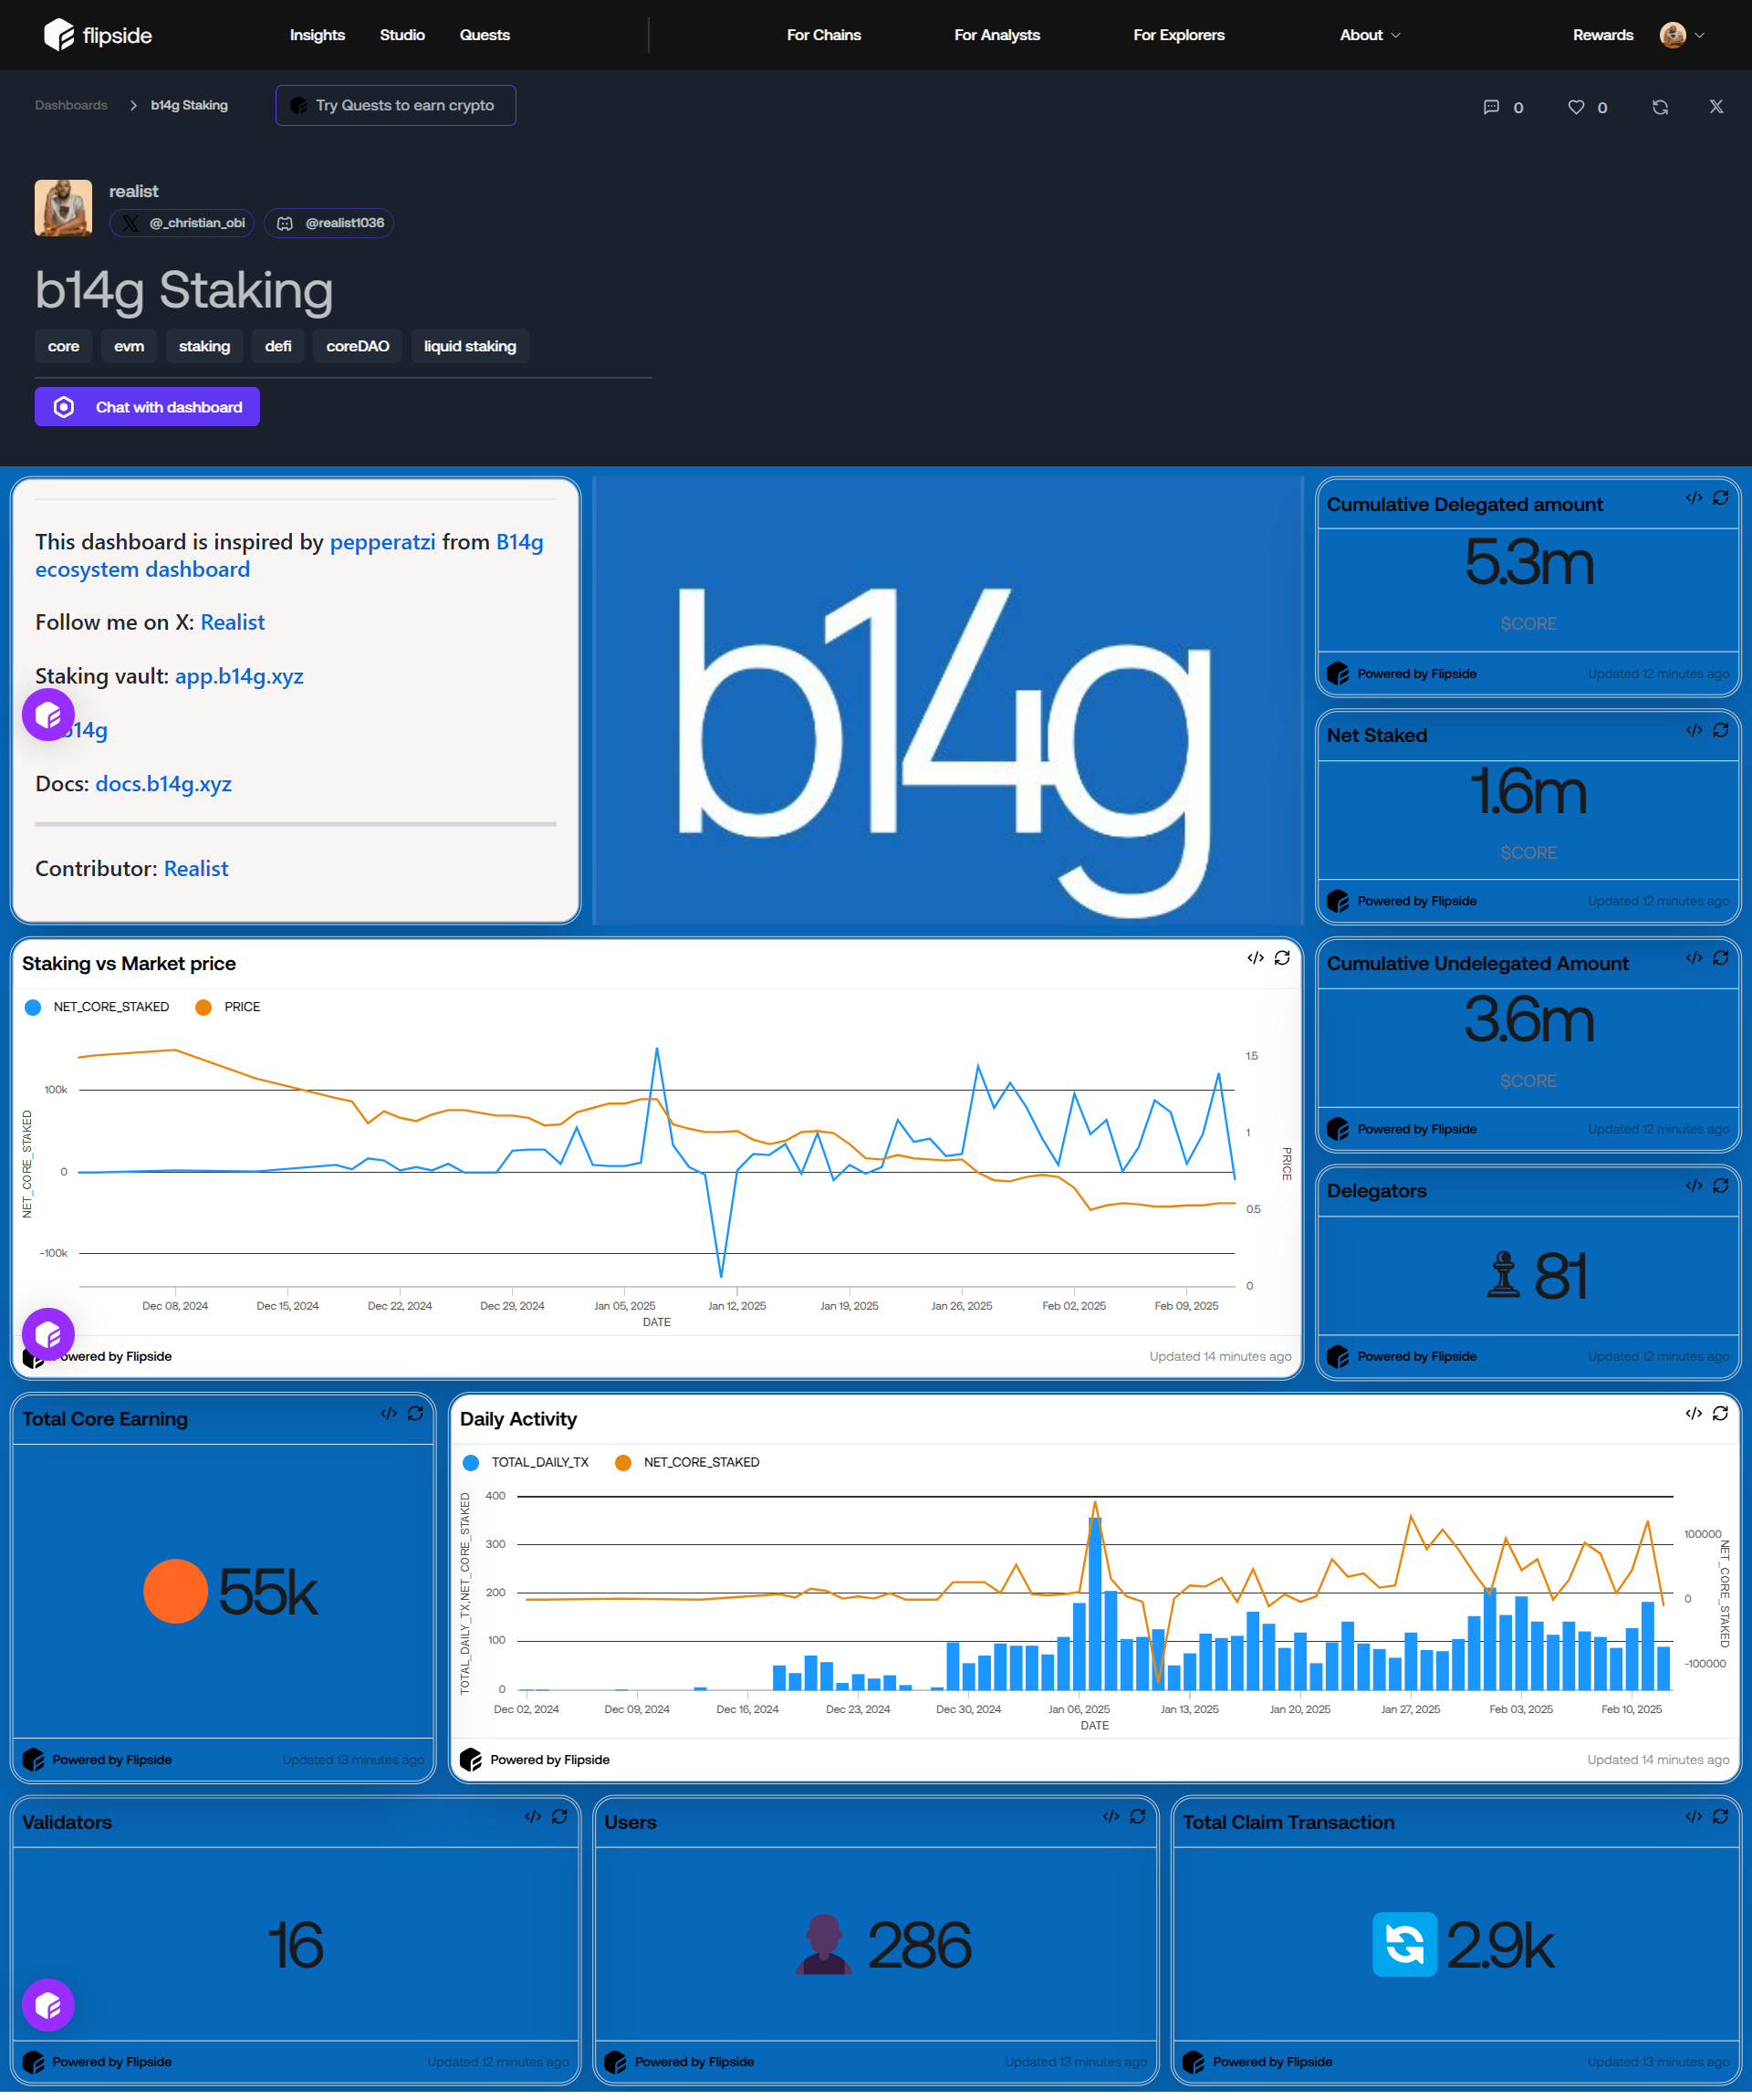 flipside
Insights
Studio
Quests
For Chains
For Analysts
For Explorers
About
Rewards
Dashboards
b14g Staking
Try Quests to earn crypto
0
0
realist
@_christian_obi
@realist1036
b14g Staking
core
evm
staking
defi
coreDAO
liquid staking
Chat with dashboard
This dashboard is inspired by pepperatzi from B14g
ecosystem dashboard
Follow me on X: Realist
Staking vault: app.b14g.xyz
b14g
Docs: docs.b14g.xyz
Contributor: Realist
b14g
Cumulative Delegated amount
5.3m
$CORE
Powered by Flipside
Updated 12 minutes ago
Net Staked
1.6m
$CORE
Powered by Flipside
Updated 12 minutes ago
Staking vs Market price
NET_CORE_STAKED
PRICE
100k
0
-100k
NET_CORE_STAKED
1.5
1
0.5
0
PRICE
Dec 08, 2024
Dec 15, 2024
Dec 22, 2024
Dec 29, 2024
Jan 05, 2025
Jan 12, 2025
Jan 19, 2025
Jan 26, 2025
Feb 02, 2025
Feb 09, 2025
DATE
Powered by Flipside
Updated 14 minutes ago
Cumulative Undelegated Amount
3.6m
$CORE
Powered by Flipside
Updated 12 minutes ago
Delegators
81
Powered by Flipside
Updated 12 minutes ago
Total Core Earning
55k
Powered by Flipside
Updated 13 minutes ago
Daily Activity
TOTAL_DAILY_TX
NET_CORE_STAKED
400
300
200
100
0
TOTAL_DAILY_TX,NET_CORE_STAKED
100000
0
-100000
NET_CORE_STAKED
Dec 02, 2024
Dec 09, 2024
Dec 16, 2024
Dec 23, 2024
Dec 30, 2024
Jan 06, 2025
Jan 13, 2025
Jan 20, 2025
Jan 27, 2025
Feb 03, 2025
Feb 10, 2025
DATE
Powered by Flipside
Updated 14 minutes ago
Validators
16
Powered by Flipside
Updated 12 minutes ago
Users
286
Powered by Flipside
Updated 13 minutes ago
Total Claim Transaction
2.9k
Powered by Flipside
Updated 13 minutes ago